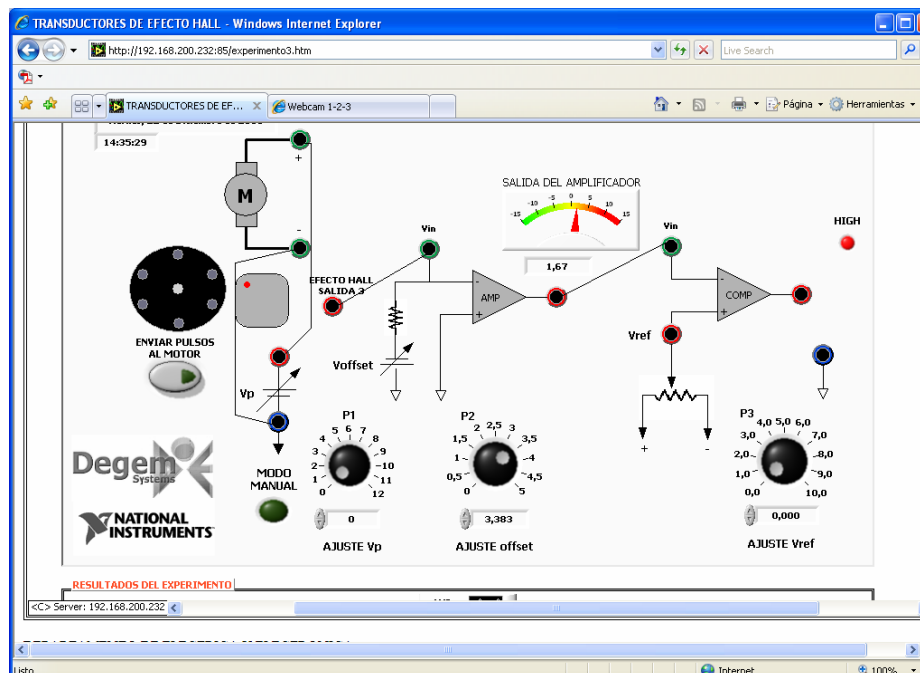 TRANSDUCTORES DE EFECTO HALL - Windows Internet Explorer
http://192.168.200.232:85/experimento3.htm
Live Search
TRANSDUCTORES DE EF...
Webcam 1-2-3
Página
Herramientas
14:35:29
+
M
-
SALIDA DEL AMPLIFICADOR
-15 -10 -5 0 5 10 15
1,67
HIGH
Vin
Vin
EFECTO HALL
SALIDA 3
-
AMP
+
-
COMP
+
ENVIAR PULSOS
AL MOTOR
Vp
Voffset
Vref
+ -
Degem
Systems
NATIONAL
INSTRUMENTS
MODO
MANUAL
P1
0 1 2 3 4 5 6 7 8 9 10 11 12
0
AJUSTE Vp
P2
0 0,5 1 1,5 2 2,5 3 3,5 4 4,5 5
3,383
AJUSTE offset
P3
0,0 1,0 2,0 3,0 4,0 5,0 6,0 7,0 8,0 9,0 10,0
0,000
AJUSTE Vref
RESULTADOS DEL EXPERIMENTO
<C> Server: 192.168.200.232
Listo
Internet
100%